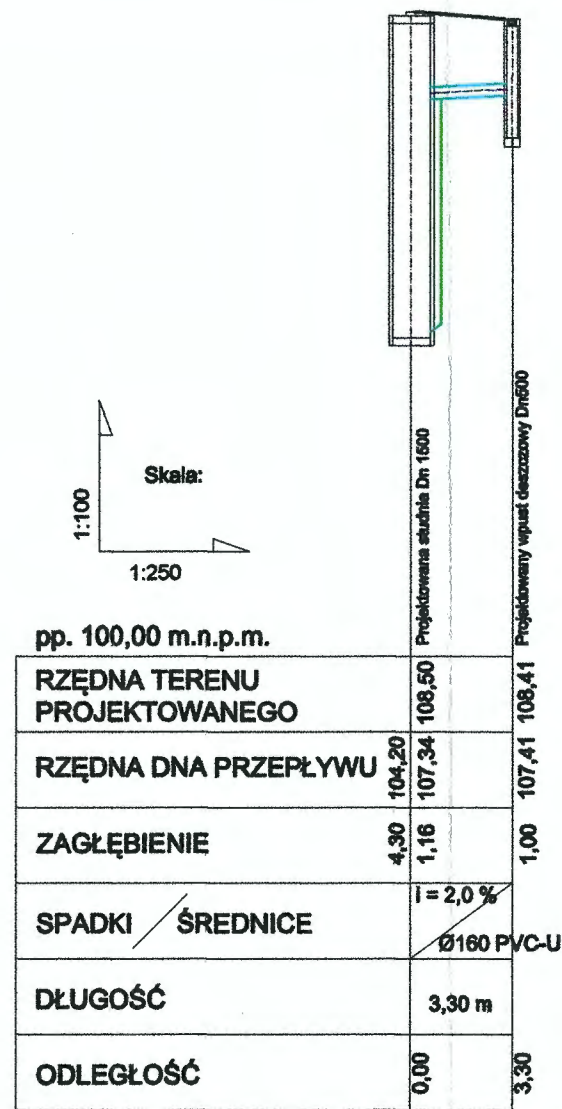 Skala:
1:100
1:250
Projektowana studnia Dn 1500
Projektowany wpust deszczowy Dn500
pp. 100,00 m.n.p.m.
RZĘDNA TERENU PROJEKTOWANEGO
108,50
108,41
RZĘDNA DNA PRZEPŁYWU
104,20
107,34
107,41
ZAGŁĘBIENIE
4,30
1,16
1,00
SPADKI / ŚREDNICE
i = 2,0 %
Ø160 PVC-U
DŁUGOŚĆ
3,30 m
ODLEGŁOŚĆ
0,00
3,30